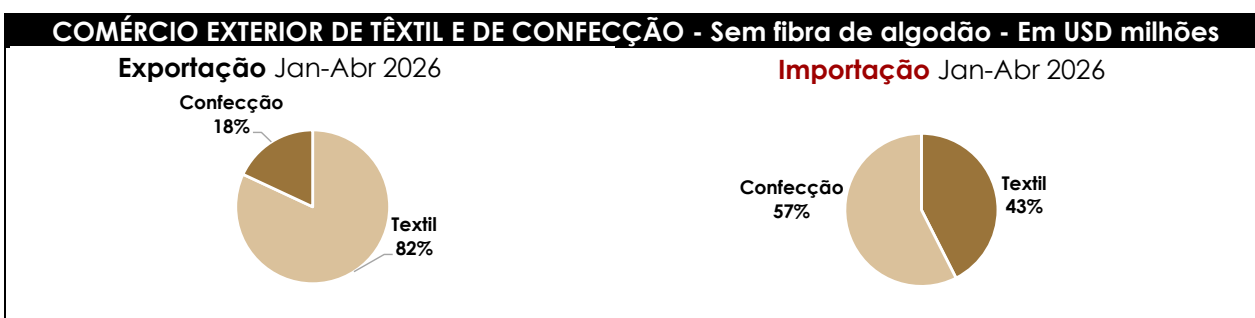 COMÉRCIO EXTERIOR DE TÊXTIL E DE CONFECÇÃO - Sem fibra de algodão - Em USD milhões
Exportação Jan-Abr 2026
Confecção
18%
Textil
82%
Importação Jan-Abr 2026
Confecção
57%
Textil
43%